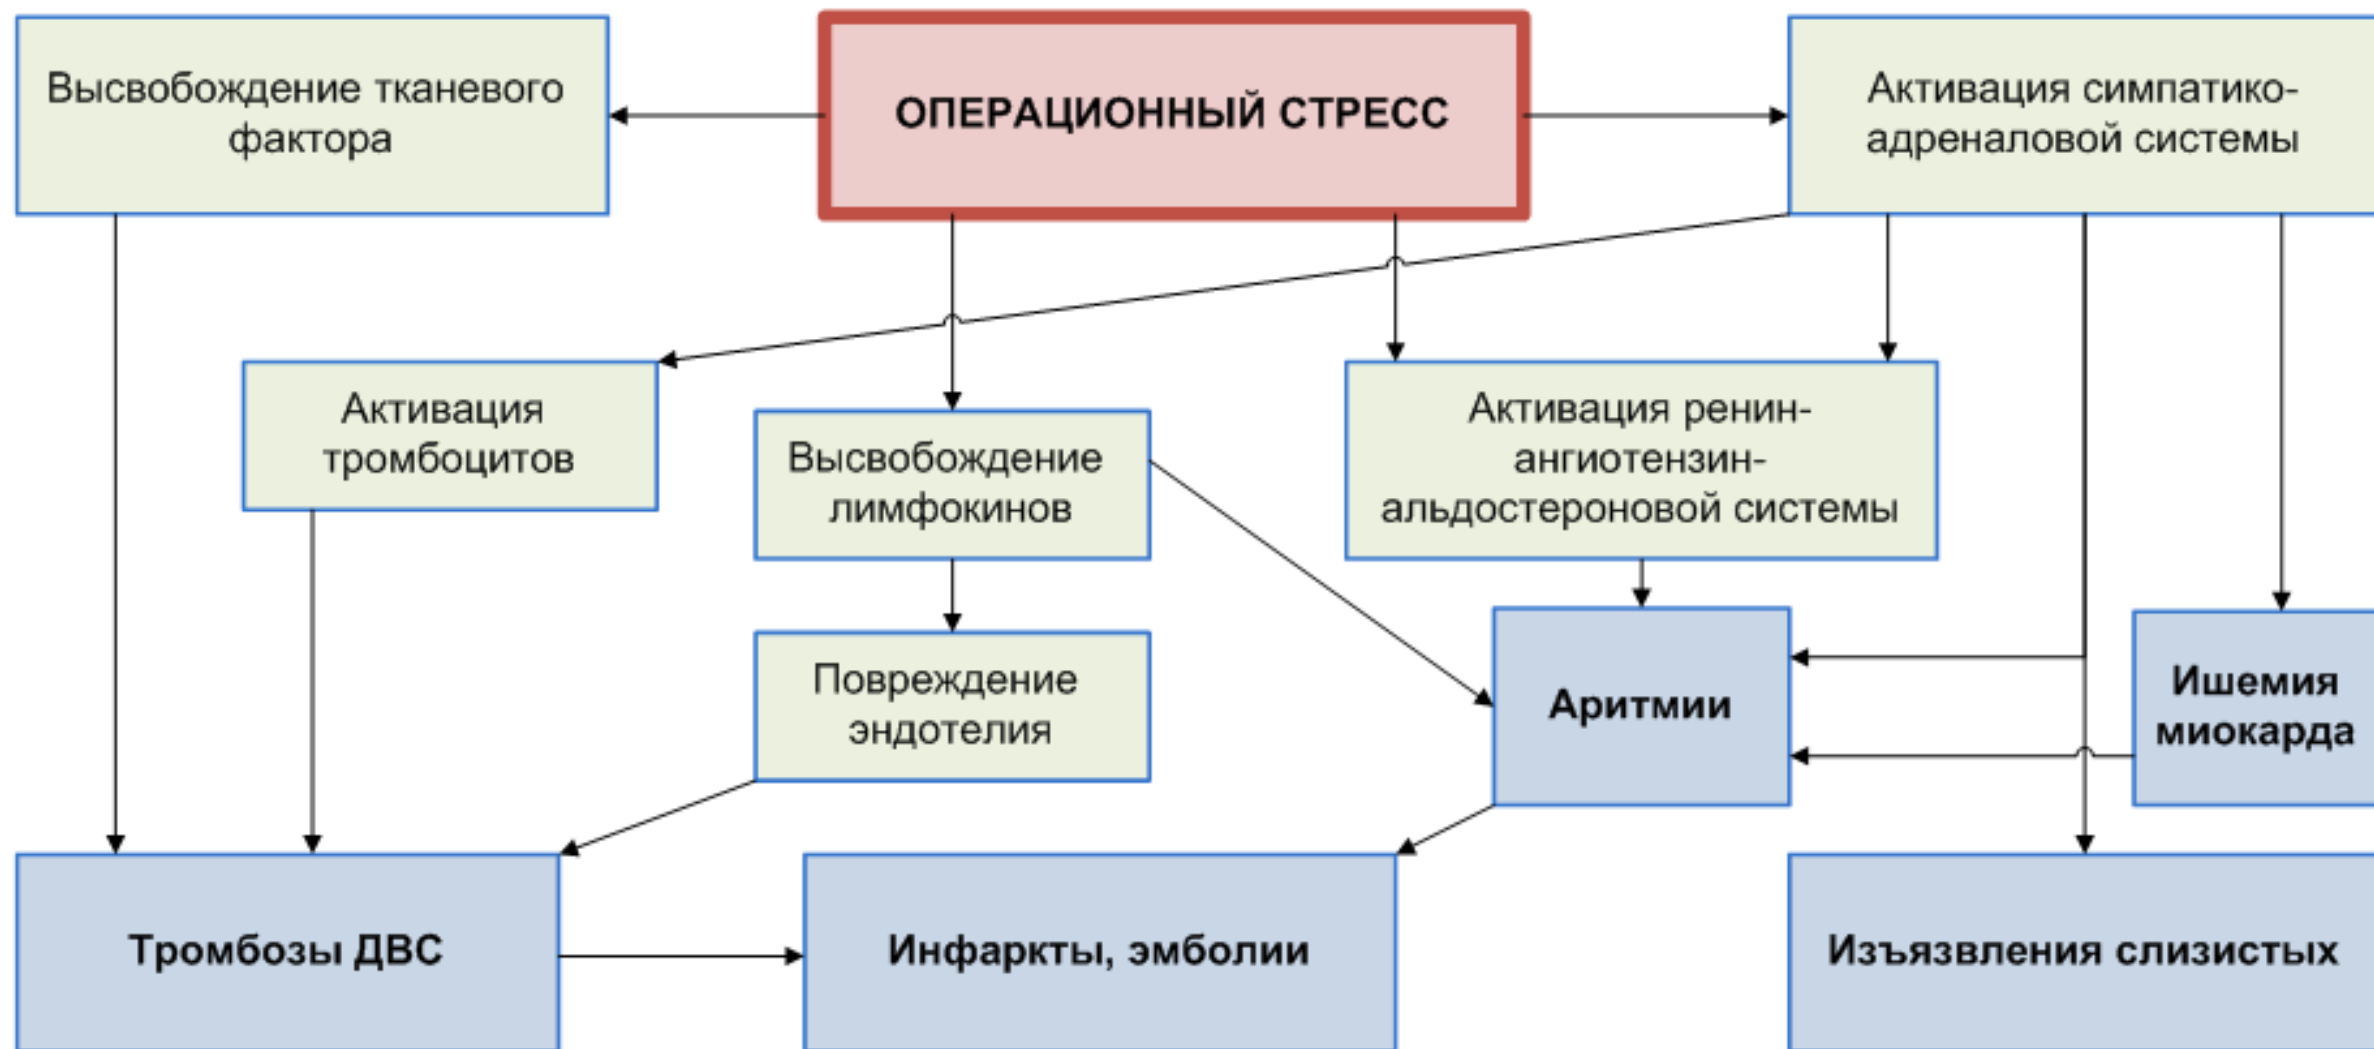 Высвобождение тканевого
фактора
ОПЕРАЦИОННЫЙ СТРЕСС
Активация симпатико-
адреналовой системы
Активация
тромбоцитов
Высвобождение
лимфокинов
Активация ренин-
ангиотензин-
альдостероновой системы
Повреждение
эндотелия
Аритмии
Ишемия
миокарда
Тромбозы ДВС
Инфаркты, эмболии
Изъязвления слизистых